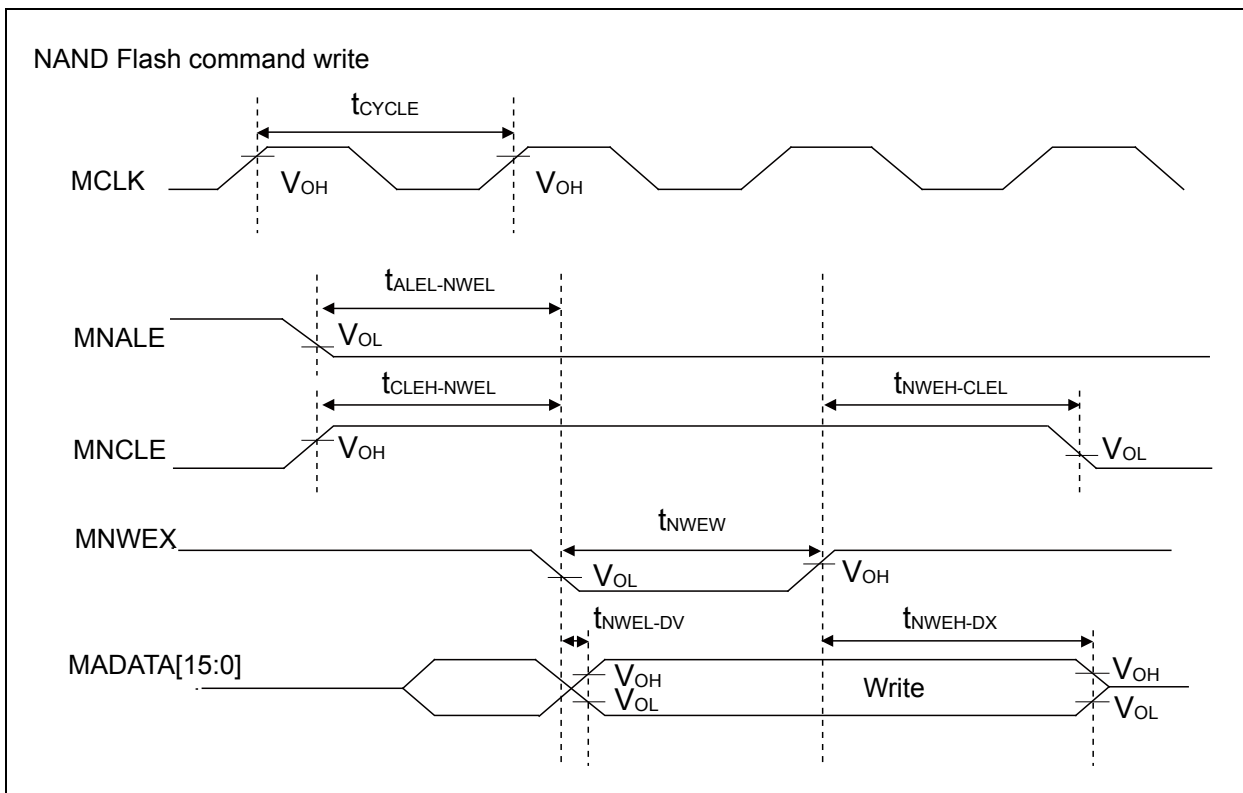 NAND Flash command write
tCYCLE
MCLK
VOH
VOH
tALEL-NWEL
MNALE
VOL
tCLEH-NWEL
tNWEH-CLEL
MNCLE
VOH
VOL
tNWEW
MNWEX
VOL
VOH
tNWEL-DV
tNWEH-DX
MADATA[15:0]
VOH
VOL
Write
VOH
VOL